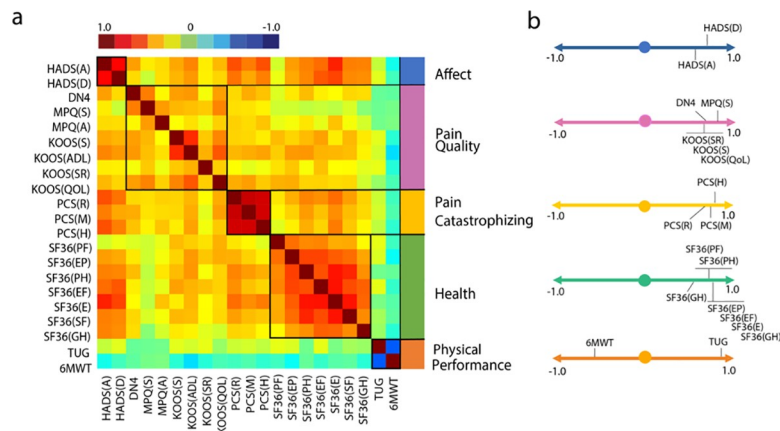 a
1.0 0 -1.0
HADS(A)
HADS(D)
DN4
MPQ(S)
MPQ(A)
KOOS(S)
KOOS(ADL)
KOOS(SR)
KOOS(QOL)
PCS(R)
PCS(M)
PCS(H)
SF36(PF)
SF36(EP)
SF36(PH)
SF36(EF)
SF36(E)
SF36(SF)
SF36(GH)
TUG
6MWT
Affect
Pain
Quality
Pain
Catastrophizing
Health
Physical
Performance
HADS(A)
HADS(D)
DN4
MPQ(S)
MPQ(A)
KOOS(S)
KOOS(ADL)
KOOS(SR)
KOOS(QOL)
PCS(R)
PCS(M)
PCS(H)
SF36(PF)
SF36(EP)
SF36(PH)
SF36(EF)
SF36(E)
SF36(SF)
SF36(GH)
TUG
6MWT
b
HADS(D)
-1.0 HADS(A) 1.0
DN4 MPQ(S)
-1.0 1.0
KOOS(SR)
KOOS(S)
KOOS(QoL)
PCS(H)
-1.0 1.0
PCS(R) PCS(M)
SF36(PF)
SF36(PH)
-1.0 SF36(GH) 1.0
SF36(EP)
SF36(EF)
SF36(E)
SF36(GH)
6MWT TUG
-1.0 1.0